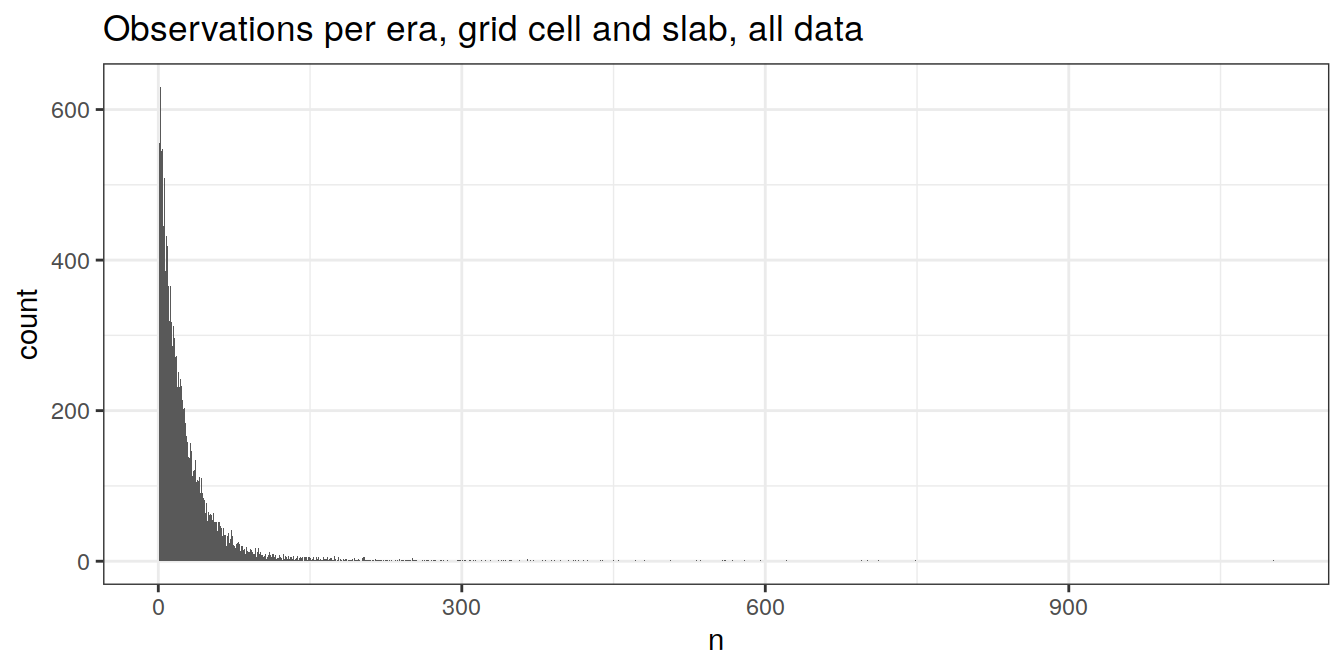 Observations per era, grid cell and slab, all data
600
400
200
0
count
0
300
600
900
n